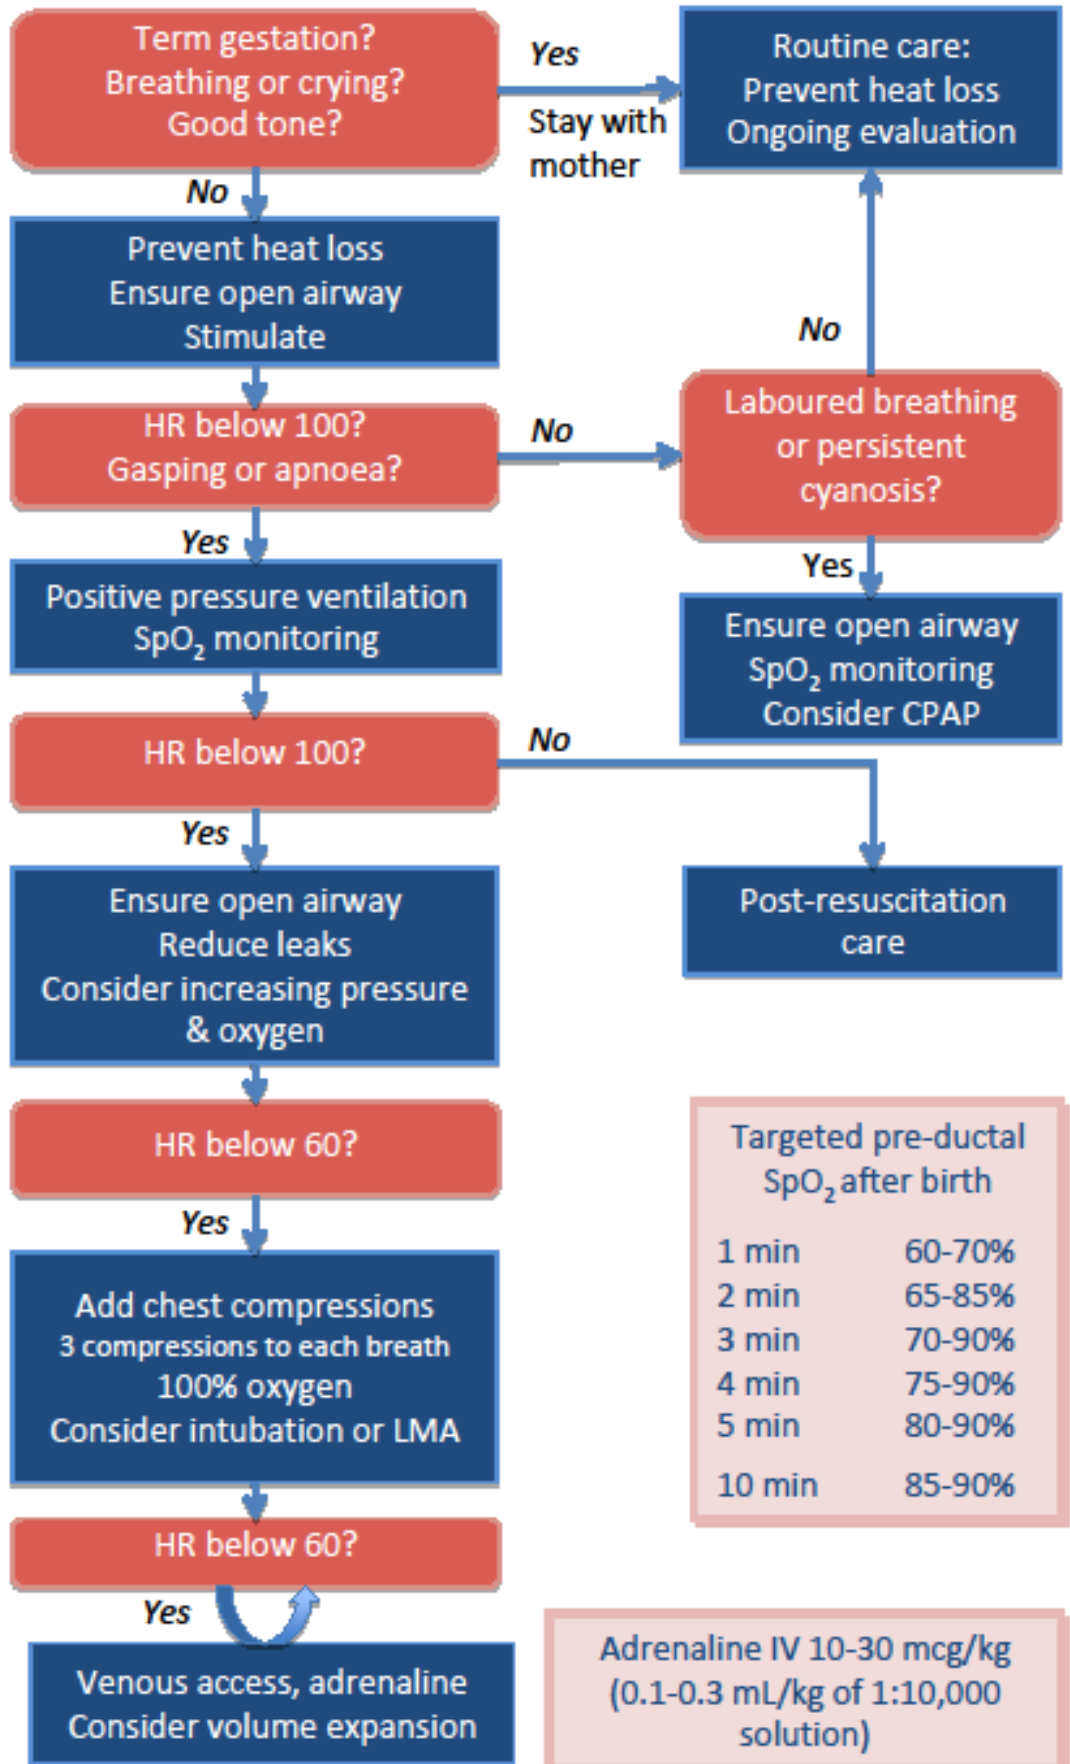 Term gestation?
Breathing or crying?
Good tone?
Yes
Stay with
mother
Routine care:
Prevent heat loss
Ongoing evaluation
No
Prevent heat loss
Ensure open airway
Stimulate
No
HR below 100?
Gasping or apnoea?
No
Laboured breathing
or persistent
cyanosis?
Yes
Yes
Positive pressure ventilation
SpO₂ monitoring
Ensure open airway
SpO₂ monitoring
Consider CPAP
HR below 100?
No
Yes
Ensure open airway
Reduce leaks
Consider increasing pressure
& oxygen
Post-resuscitation
care
HR below 60?
Yes
Add chest compressions
3 compressions to each breath
100% oxygen
Consider intubation or LMA
Targeted pre-ductal
SpO₂ after birth
1 min 60-70%
2 min 65-85%
3 min 70-90%
4 min 75-90%
5 min 80-90%
10 min 85-90%
HR below 60?
Yes
Venous access, adrenaline
Consider volume expansion
Adrenaline IV 10-30 mcg/kg
(0.1-0.3 mL/kg of 1:10,000
solution)